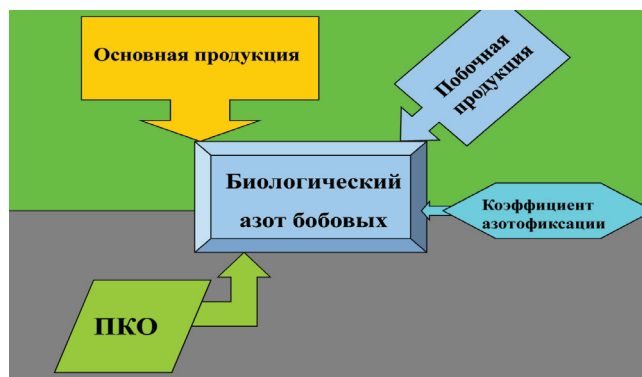 Основная продукция
Побочная
продукция
Биологический
азот бобовых
Коэффициент
азотофиксации
ПКО